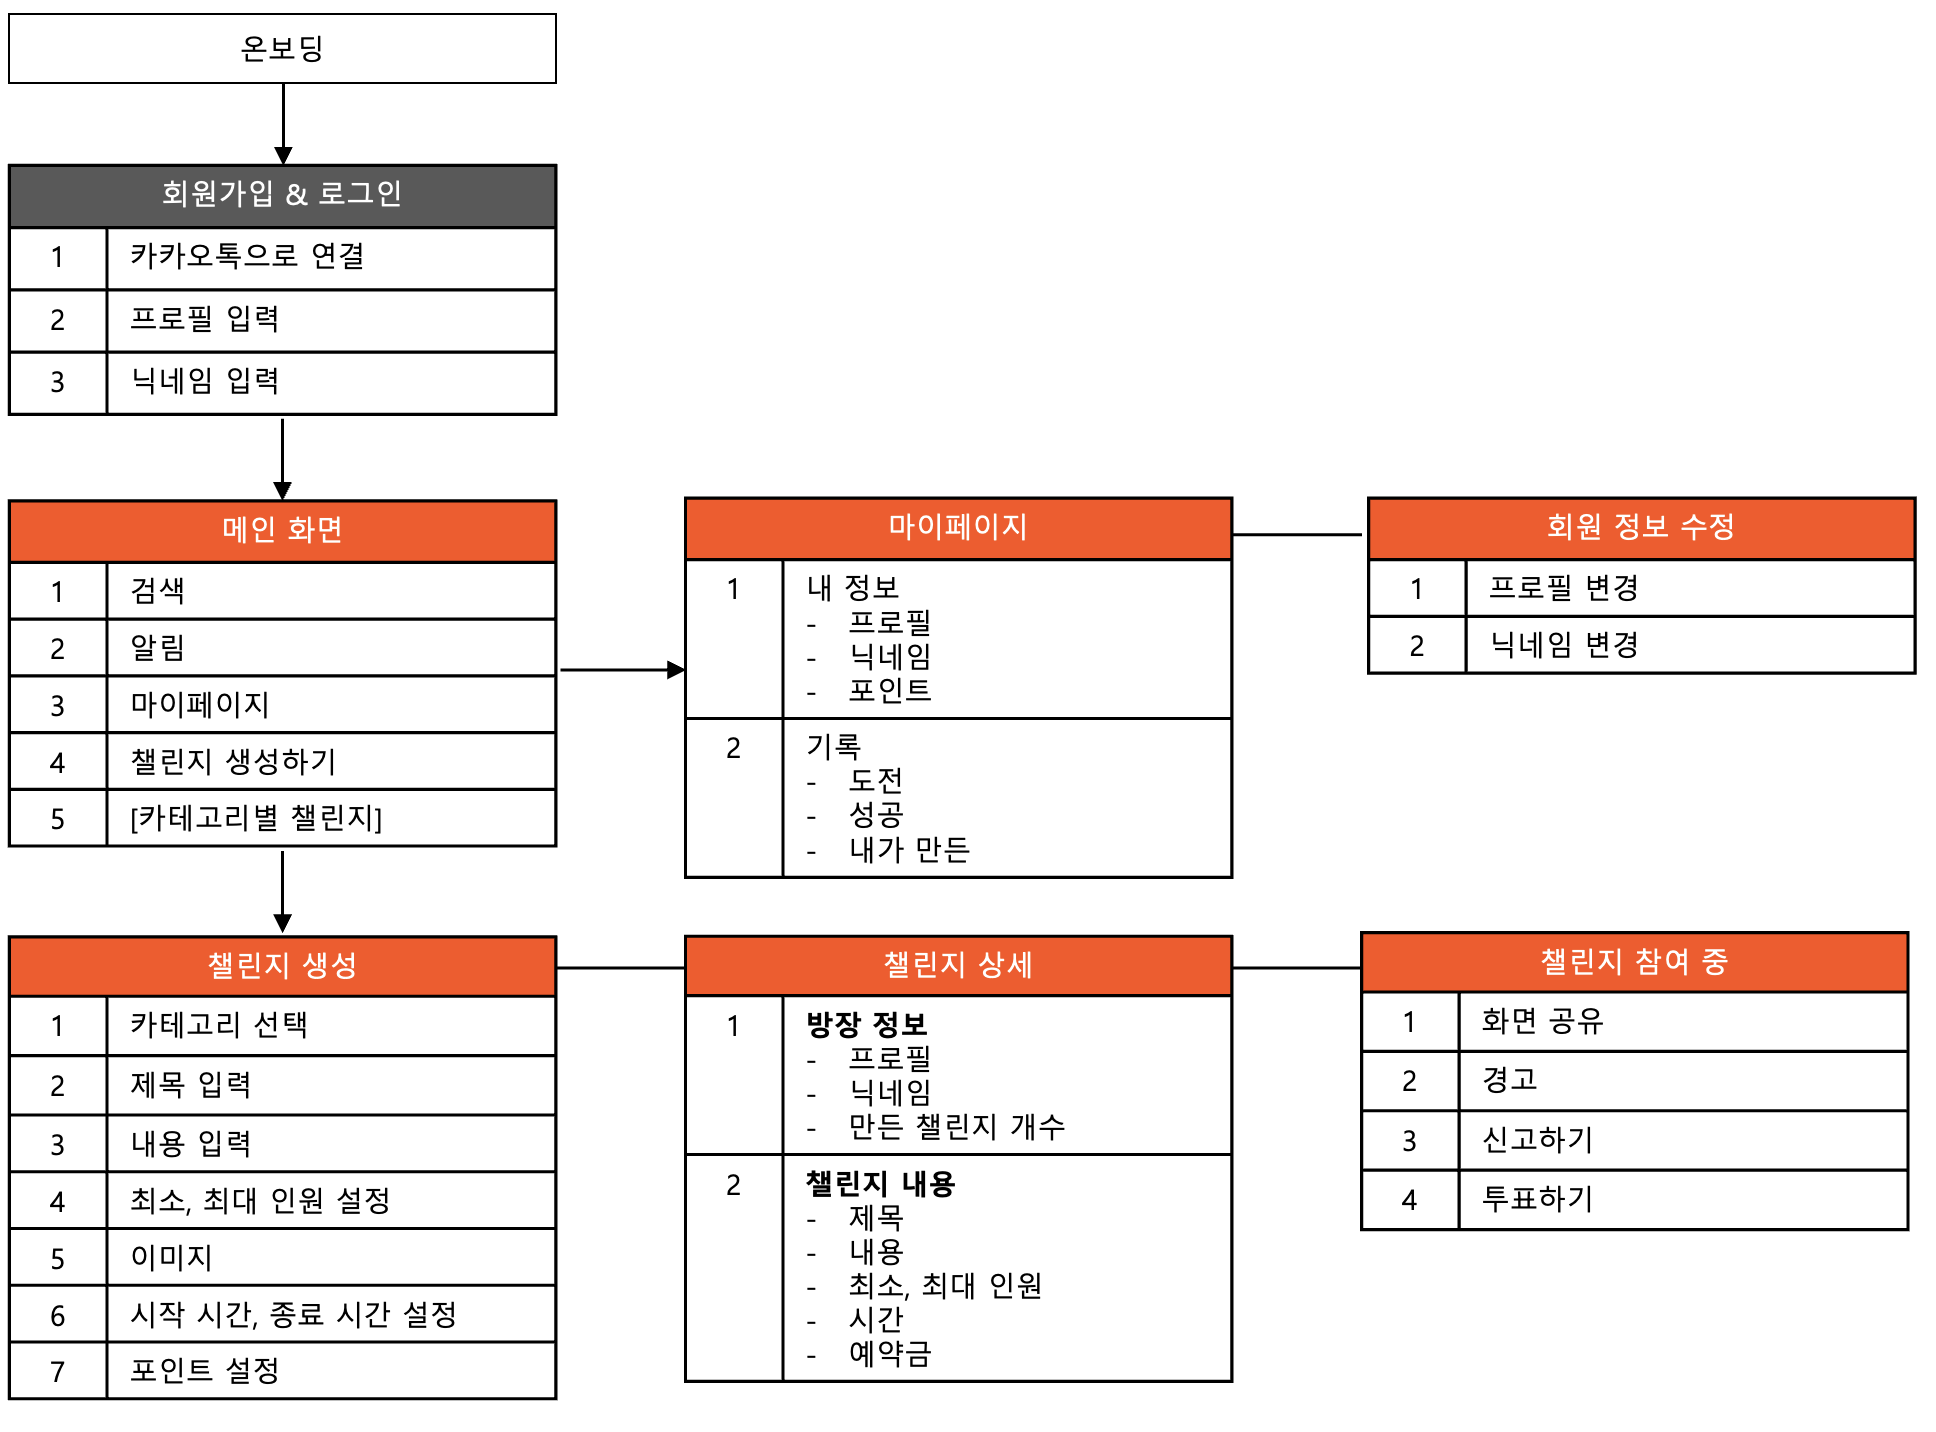 온보딩
회원가입 & 로그인
1 카카오톡으로 연결
2 프로필 입력
3 닉네임 입력
메인 화면
1 검색
2 알림
3 마이페이지
4 챌린지 생성하기
5 [카테고리별 챌린지]
마이페이지
1 내 정보
- 프로필
- 닉네임
- 포인트
2 기록
- 도전
- 성공
- 내가 만든
회원 정보 수정
1 프로필 변경
2 닉네임 변경
챌린지 생성
1 카테고리 선택
2 제목 입력
3 내용 입력
4 최소, 최대 인원 설정
5 이미지
6 시작 시간, 종료 시간 설정
7 포인트 설정
챌린지 상세
1 방장 정보
- 프로필
- 닉네임
- 만든 챌린지 개수
2 챌린지 내용
- 제목
- 내용
- 최소, 최대 인원
- 시간
- 예약금
챌린지 참여 중
1 화면 공유
2 경고
3 신고하기
4 투표하기